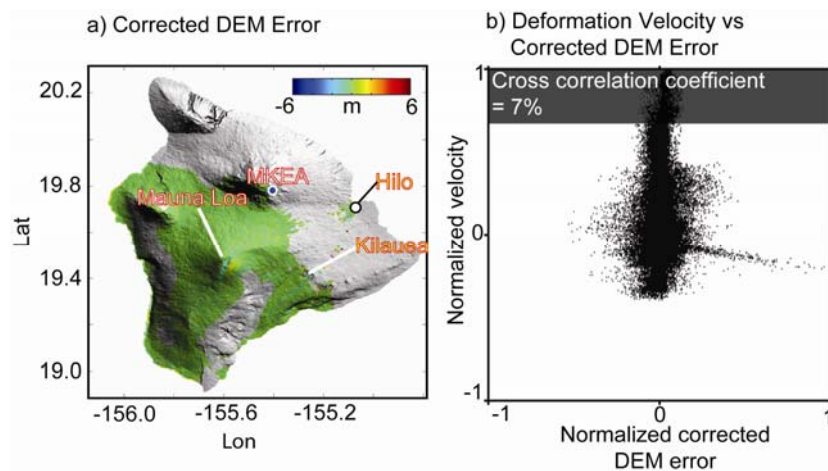 a) Corrected DEM Error
20.2
19.8
19.4
19.0
Lat
-6 m 6
MKEA
Hilo
Mauna Loa
Kilauea
-156.0 -155.6 -155.2
Lon
b) Deformation Velocity vs
Corrected DEM Error
Cross correlation coefficient
= 7%
1
0
-1
Normalized velocity
-1 0 1
Normalized corrected
DEM error